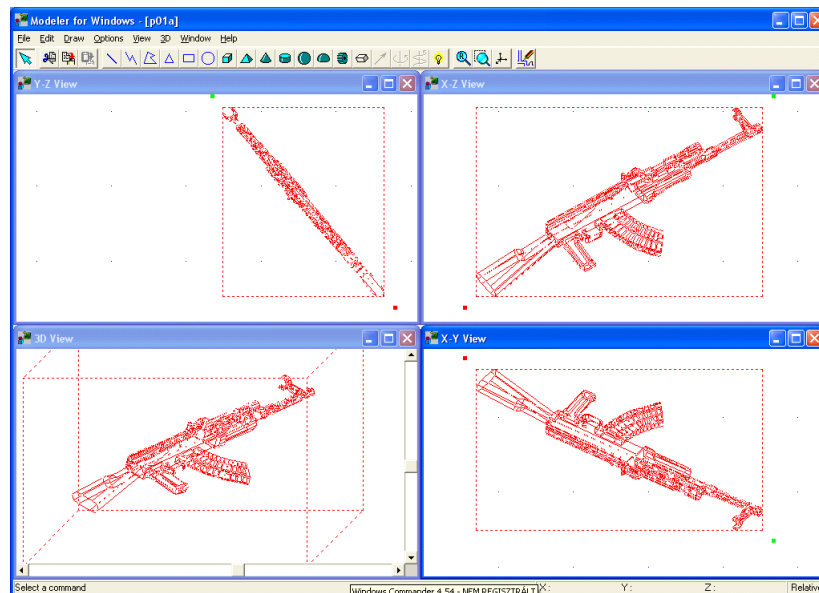 Modeler for Windows - [p01a]
File Edit Draw Options View 3D Window Help
Y-Z View
X-Z View
3D View
X-Y View
Select a command
Windows Commander 4.54 - NEM REGISZTRÁLT
X: Y: Z: Relative